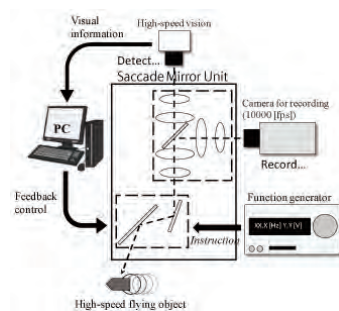 Visual
information
High-speed vision
Detect...
Saccade Mirror Unit
Camera for recording
(10000 [fps])
PC
Record...
Feedback
control
Function generator
XX.X [Hz] Y.Y [V]
Instruction
High-speed flying object